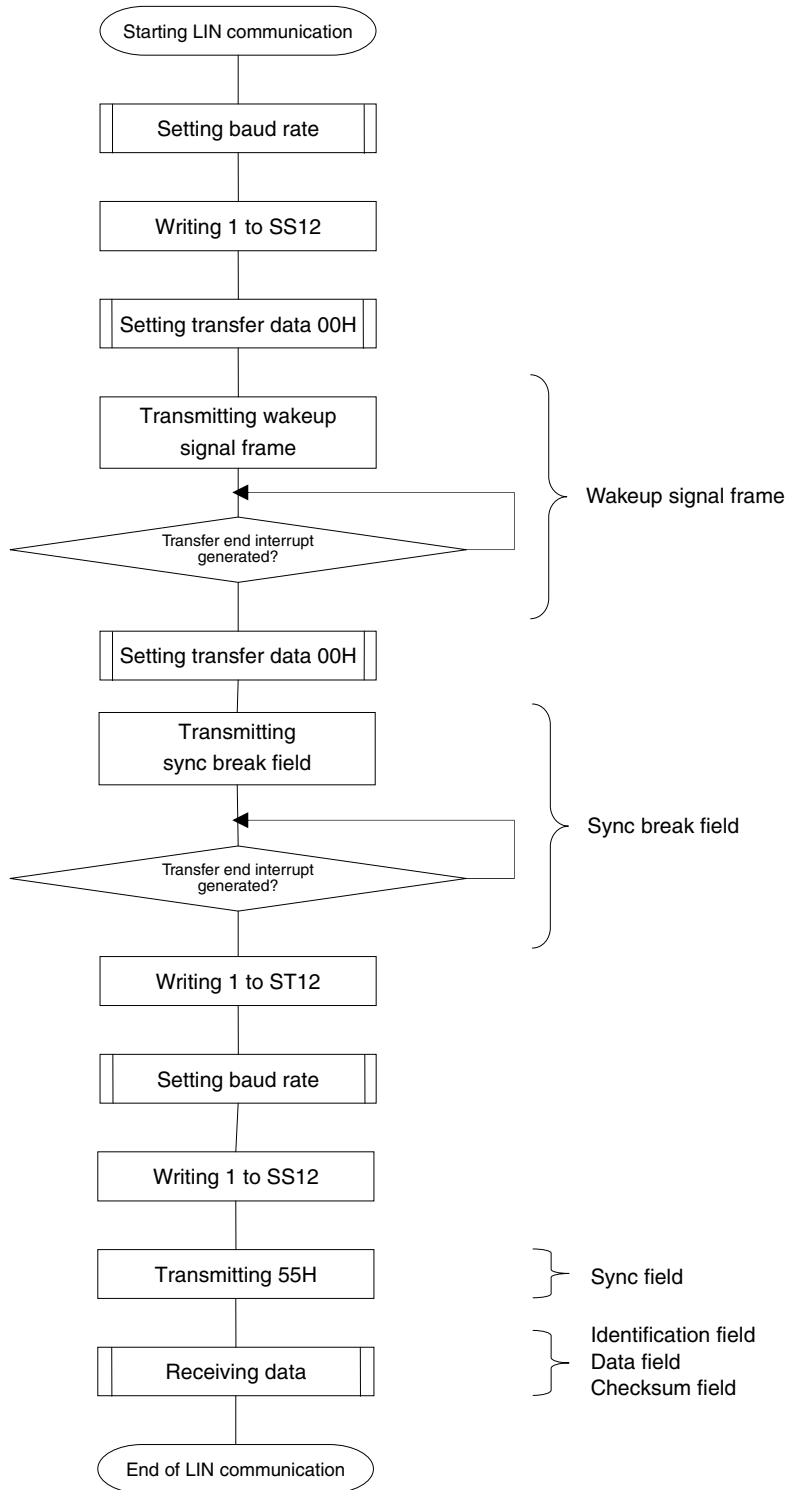 Starting LIN communication
Setting baud rate
Writing 1 to SS12
Setting transfer data 00H
Transmitting wakeup
signal frame
Wakeup signal frame
Transfer end interrupt
generated?
Setting transfer data 00H
Transmitting
sync break field
Sync break field
Transfer end interrupt
generated?
Writing 1 to ST12
Setting baud rate
Writing 1 to SS12
Transmitting 55H
Sync field
Receiving data
Identification field
Data field
Checksum field
End of LIN communication